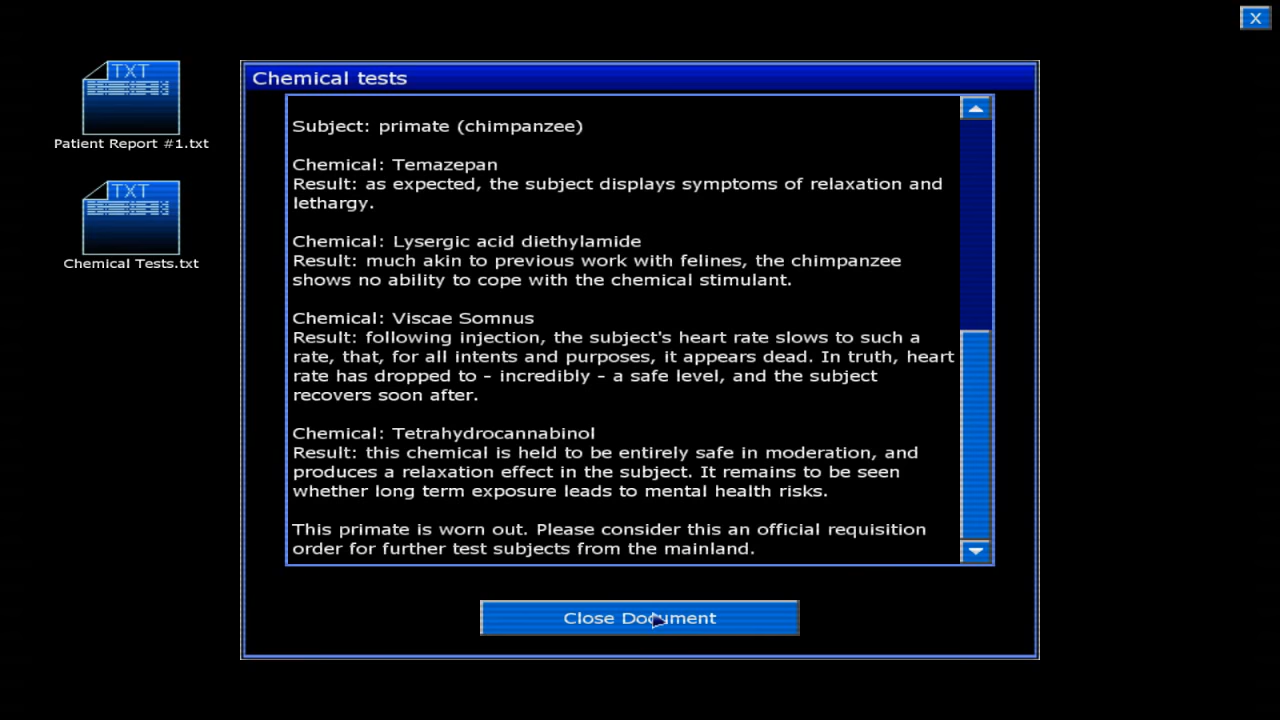 X
TXT
Patient Report #1.txt
TXT
Chemical Tests.txt
Chemical tests
Subject: primate (chimpanzee)
Chemical: Temazepan
Result: as expected, the subject displays symptoms of relaxation and
lethargy.
Chemical: Lysergic acid diethylamide
Result: much akin to previous work with felines, the chimpanzee
shows no ability to cope with the chemical stimulant.
Chemical: Viscae Somnus
Result: following injection, the subject's heart rate slows to such a
rate, that, for all intents and purposes, it appears dead. In truth, heart
rate has dropped to - incredibly - a safe level, and the subject
recovers soon after.
Chemical: Tetrahydrocannabinol
Result: this chemical is held to be entirely safe in moderation, and
produces a relaxation effect in the subject. It remains to be seen
whether long term exposure leads to mental health risks.
This primate is worn out. Please consider this an official requisition
order for further test subjects from the mainland.
Close Document